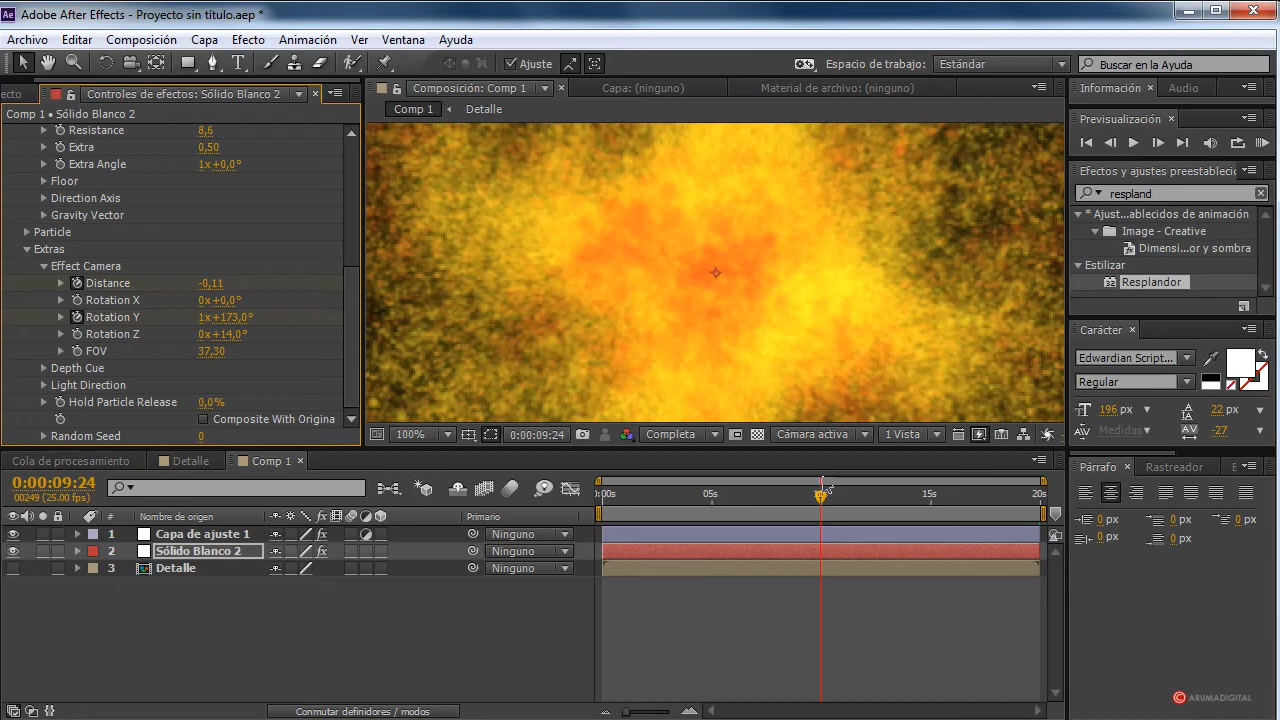 Adobe After Effects - Proyecto sin título.aep *
Archivo Editar Composición Capa Efecto Animación Ver Ventana Ayuda
Ajuste Espacio de trabajo: Estándar Buscar en la Ayuda
ecto Controles de efectos: Sólido Blanco 2
Composición: Comp 1 Capa: (ninguno) Material de archivo: (ninguno)
Información Audio
Comp 1 • Sólido Blanco 2
Comp 1 Detalle
Previsualización
Resistance 8,6
Extra 0,50
Extra Angle 1x+0,0°
Floor
Direction Axis
Gravity Vector
Particle
Extras
Effect Camera
Distance -0,11
Rotation X 0x+0,0°
Rotation Y 1x+173,0°
Rotation Z 0x+14,0°
FOV 37,30
Depth Cue
Light Direction
Hold Particle Release 0,0%
Composite With Origina
Random Seed 0
Efectos y ajustes preestablecic
respland
* Ajust...ablecidos de animación
Image - Creative
Dimensi...or y sombra
Estilizar
Resplandor
Carácter
Edwardian Script...
Regular
196 px 22 px
Medidas -27
100% 0:00:09:24 Completa Cámara activa 1 Vista
Cola de procesamiento Detalle Comp 1
Párrafo Rastreador E
0:00:09:24
00249 (25.00 fps)
0:00s 05s 10s 15s 20s
# Nombre de origen fx Primario
1 Capa de ajuste 1 fx Ninguno
2 Sólido Blanco 2 fx Ninguno
3 Detalle Ninguno
0 px 0 px 0 px
0 px 0 px
Conmutar definidores / modos
© ARUMADIGITAL